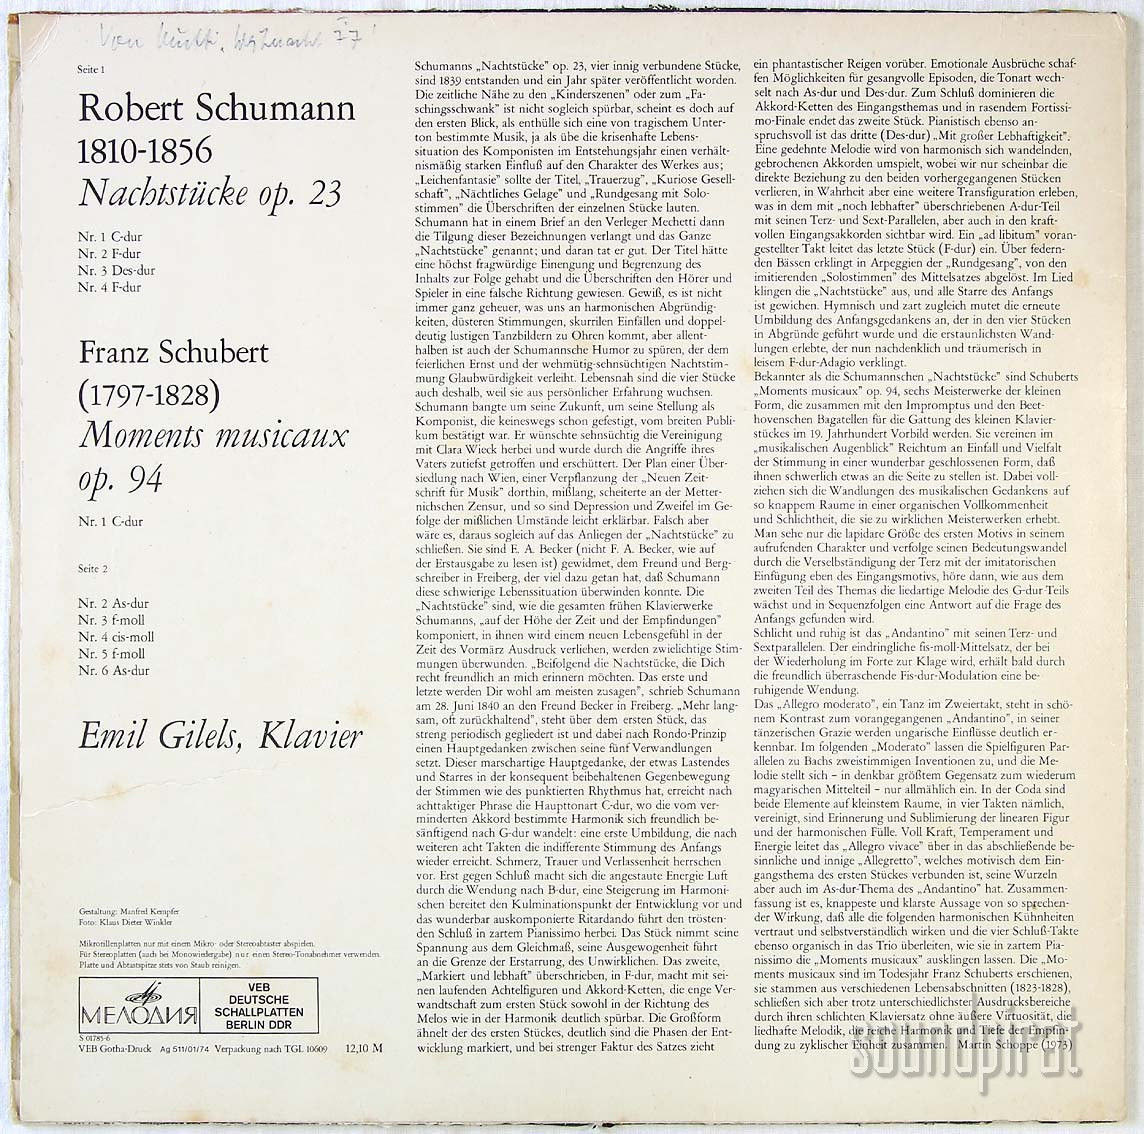 Von Mutti, Weihnacht 77
Seite 1
Robert Schumann
1810-1856
Nachtstücke op. 23
Nr. 1 C-dur
Nr. 2 F-dur
Nr. 3 Des-dur
Nr. 4 F-dur
Franz Schubert
(1797-1828)
Moments musicaux
op. 94
Nr. 1 C-dur
Seite 2
Nr. 2 As-dur
Nr. 3 f-moll
Nr. 4 cis-moll
Nr. 5 f-moll
Nr. 6 As-dur
Emil Gilels, Klavier
Gestaltung: Manfred Kempfer
Foto: Klaus Dieter Winkler
Mikrorillenplatten nur mit einem Mikro- oder Stereoabtaster abspielen.
Für Stereoplatten (auch bei Monowiedergabe) nur einen Stereo-Tonabnehmer verwenden.
Platte und Abtastspitze stets von Staub reinigen.
МЕЛОДИЯ
VEB
DEUTSCHE
SCHALLPLATTEN
BERLIN DDR
S 01785-6
VEB Gotha-Druck Ag 511/01/74 Verpackung nach TGL 10609 12,10 M
Schumanns „Nachtstücke" op. 23, vier innig verbundene Stücke,
sind 1839 entstanden und ein Jahr später veröffentlicht worden.
Die zeitliche Nähe zu den „Kinderszenen" oder zum „Fa-
schingsschwank" ist nicht sogleich spürbar, scheint es doch auf
den ersten Blick, als enthülle sich eine von tragischem Unter-
ton bestimmte Musik, ja als übe die krisenhafte Lebens-
situation des Komponisten im Entstehungsjahr einen verhält-
nismäßig starken Einfluß auf den Charakter des Werkes aus;
„Leichenfantasie" sollte der Titel, „Trauerzug", „Kuriose Gesell-
schaft", „Nächtliches Gelage" und „Rundgesang mit Solo-
stimmen" die Überschriften der einzelnen Stücke lauten.
Schumann hat in einem Brief an den Verleger Mechetti dann
die Tilgung dieser Bezeichnungen verlangt und das Ganze
„Nachtstücke" genannt; und daran tat er gut. Der Titel hätte
eine höchst fragwürdige Einengung und Begrenzung des
Inhalts zur Folge gehabt und die Überschriften den Hörer und
Spieler in eine falsche Richtung gewiesen. Gewiß, es ist nicht
immer ganz geheuer, was uns an harmonischen Abgründig-
keiten, düsteren Stimmungen, skurrilen Einfällen und doppel-
deutig lustigen Tanzbildern zu Ohren kommt, aber allent-
halben ist auch der Schumannsche Humor zu spüren, der dem
feierlichen Ernst und der wehmütig-sehnsüchtigen Nachtstim-
mung Glaubwürdigkeit verleiht. Lebensnah sind die vier Stücke
auch deshalb, weil sie aus persönlicher Erfahrung wuchsen.
Schumann bangte um seine Zukunft, um seine Stellung als
Komponist, die keineswegs schon gefestigt, vom breiten Publi-
kum bestätigt war. Er wünschte sehnsüchtig die Vereinigung
mit Clara Wieck herbei und wurde durch die Angriffe ihres
Vaters zutiefst getroffen und erschüttert. Der Plan einer Über-
siedlung nach Wien, einer Verpflanzung der „Neuen Zeit-
schrift für Musik" dorthin, mißlang, scheiterte an der Metter-
nichschen Zensur, und so sind Depression und Zweifel im Ge-
folge der mißlichen Umstände leicht erklärbar. Falsch aber
wäre es, daraus sogleich auf das Anliegen der „Nachtstücke" zu
schließen. Sie sind E. A. Becker (nicht F. A. Becker, wie auf
der Erstausgabe zu lesen ist) gewidmet, dem Freund und Berg-
schreiber in Freiberg, der viel dazu getan hat, daß Schumann
diese schwierige Lebenssituation überwinden konnte. Die
„Nachtstücke" sind, wie die gesamten frühen Klavierwerke
Schumanns, „auf der Höhe der Zeit und der Empfindungen"
komponiert, in ihnen wird einem neuen Lebensgefühl in der
Zeit des Vormärz Ausdruck verliehen, werden zwielichtige Stim-
mungen überwunden. „Beifolgend die Nachtstücke, die Dich
recht freundlich an mich erinnern möchten. Das erste und
letzte werden Dir wohl am meisten zusagen", schrieb Schumann
am 28. Juni 1840 an den Freund Becker in Freiberg. „Mehr lang-
sam, oft zurückhaltend", steht über dem ersten Stück, das
streng periodisch gegliedert ist und dabei nach Rondo-Prinzip
einen Hauptgedanken zwischen seine fünf Verwandlungen
setzt. Dieser marschartige Hauptgedanke, der etwas Lastendes
und Starres in der konsequent beibehaltenen Gegenbewegung
der Stimmen wie des punktierten Rhythmus hat, erreicht nach
achttaktiger Phrase die Haupttonart C-dur, wo die vom ver-
minderten Akkord bestimmte Harmonik sich freundlich be-
sänftigend nach G-dur wandelt: eine erste Umbildung, die nach
weiteren acht Takten die indifferente Stimmung des Anfangs
wieder erreicht. Schmerz, Trauer und Verlassenheit herrschen
vor. Erst gegen Schluß macht sich die angestaute Energie Luft
durch die Wendung nach B-dur, eine Steigerung im Harmoni-
schen bereitet den Kulminationspunkt der Entwicklung vor und
das wunderbar auskomponierte Ritardando führt den trösten-
den Schluß in zartem Pianissimo herbei. Das Stück nimmt seine
Spannung aus dem Gleichmaß, seine Ausgewogenheit führt
an die Grenze der Erstarrung, des Unwirklichen. Das zweite,
„Markiert und lebhaft" überschrieben, in F-dur, macht mit sei-
nen laufenden Achtelfiguren und Akkord-Ketten, die enge Ver-
wandtschaft zum ersten Stück sowohl in der Richtung des
Melos wie in der Harmonik deutlich spürbar. Die Großform
ähnelt der des ersten Stückes, deutlich sind die Phasen der Ent-
wicklung markiert, und bei strenger Faktur des Satzes zieht
ein phantastischer Reigen vorüber. Emotionale Ausbrüche schaf-
fen Möglichkeiten für gesangvolle Episoden, die Tonart wech-
selt nach As-dur und Des-dur. Zum Schluß dominieren die
Akkord-Ketten des Eingangsthemas und in rasendem Fortissi-
mo-Finale endet das zweite Stück. Pianistisch ebenso an-
spruchsvoll ist das dritte (Des-dur) „Mit großer Lebhaftigkeit".
Eine gedehnte Melodie wird von harmonisch sich wandelnden,
gebrochenen Akkorden umspielt, wobei wir nur scheinbar die
direkte Beziehung zu den beiden vorhergegangenen Stücken
verlieren, in Wahrheit aber eine weitere Transfiguration erleben,
was in dem mit „noch lebhafter" überschriebenen A-dur-Teil
mit seinen Terz- und Sext-Parallelen, aber auch in den kraft-
vollen Eingangsakkorden sichtbar wird. Ein „ad libitum" voran-
gestellter Takt leitet das letzte Stück (F-dur) ein. Über federn-
den Bässen erklingt in Arpeggien der „Rundgesang", von den
imitierenden „Solostimmen" des Mittelsatzes abgelöst. Im Lied
klingen die „Nachtstücke" aus, und alle Starre des Anfangs
ist gewichen. Hymnisch und zart zugleich mutet die erneute
Umbildung des Anfangsgedankens an, der in den vier Stücken
in Abgründe geführt wurde und die erstaunlichsten Wand-
lungen erlebte, der nun nachdenklich und träumerisch in
leisem F-dur-Adagio verklingt.
Bekannter als die Schumannschen „Nachtstücke" sind Schuberts
„Moments musicaux" op. 94, sechs Meisterwerke der kleinen
Form, die zusammen mit den Impromptus und den Beet-
hovenschen Bagatellen für die Gattung des kleinen Klavier-
stückes im 19. Jahrhundert Vorbild werden. Sie vereinen im
„musikalischen Augenblick" Reichtum an Einfall und Vielfalt
der Stimmung in einer wunderbar geschlossenen Form, daß
ihnen schwerlich etwas an die Seite zu stellen ist. Dabei voll-
ziehen sich die Wandlungen des musikalischen Gedankens auf
so knappem Raume in einer organischen Vollkommenheit
und Schlichtheit, die sie zu wirklichen Meisterwerken erhebt.
Man sehe nur die lapidare Größe des ersten Motivs in seinem
aufrufenden Charakter und verfolge seinen Bedeutungswandel
durch die Verselbständigung der Terz mit der imitatorischen
Einfügung eben des Eingangsmotivs, höre dann, wie aus dem
zweiten Teil des Themas die liedartige Melodie des G-dur Teils
wächst und in Sequenzfolgen eine Antwort auf die Frage des
Anfangs gefunden wird.
Schlicht und ruhig ist das „Andantino" mit seinen Terz- und
Sextparallelen. Der eindringliche fis-moll-Mittelsatz, der bei
der Wiederholung im Forte zur Klage wird, erhält bald durch
die freundlich überraschende Fis-dur-Modulation eine be-
ruhigende Wendung.
Das „Allegro moderato", ein Tanz im Zweiertakt, steht in schö-
nem Kontrast zum vorangegangenen „Andantino", in seiner
tänzerischen Grazie werden ungarische Einflüsse deutlich er-
kennbar. Im folgenden „Moderato" lassen die Spielfiguren Par-
allelen zu Bachs zweistimmigen Inventionen zu, und die Me-
lodie stellt sich – in denkbar größtem Gegensatz zum wiederum
magyarischen Mittelteil – nur allmählich ein. In der Coda sind
beide Elemente auf kleinstem Raume, in vier Takten nämlich,
vereinigt, sind Erinnerung und Sublimierung der linearen Figur
und der harmonischen Fülle. Voll Kraft, Temperament und
Energie leitet das „Allegro vivace" über in das abschließende be-
sinnliche und innige „Allegretto", welches motivisch dem Ein-
gangsthema des ersten Stückes verbunden ist, seine Wurzeln
aber auch im As-dur-Thema des „Andantino" hat. Zusammen-
fassung ist es, knappeste und klarste Aussage von so sprechen-
der Wirkung, daß alle die folgenden harmonischen Kühnheiten
vertraut und selbstverständlich wirken und die vier Schluß-Takte
ebenso organisch in das Trio überleiten, wie sie in zartem Pia-
nissimo die „Moments musicaux" ausklingen lassen. Die „Mo-
ments musicaux sind im Todesjahr Franz Schuberts erschienen,
sie stammen aus verschiedenen Lebensabschnitten (1823-1828),
schließen sich aber trotz unterschiedlichster Ausdrucksbereiche
durch ihren schlichten Klaviersatz ohne äußere Virtuosität, die
liedhafte Melodik, die reiche Harmonik und Tiefe der Empfin-
dung zu zyklischer Einheit zusammen. Martin Schoppe (1973)
soundpirat